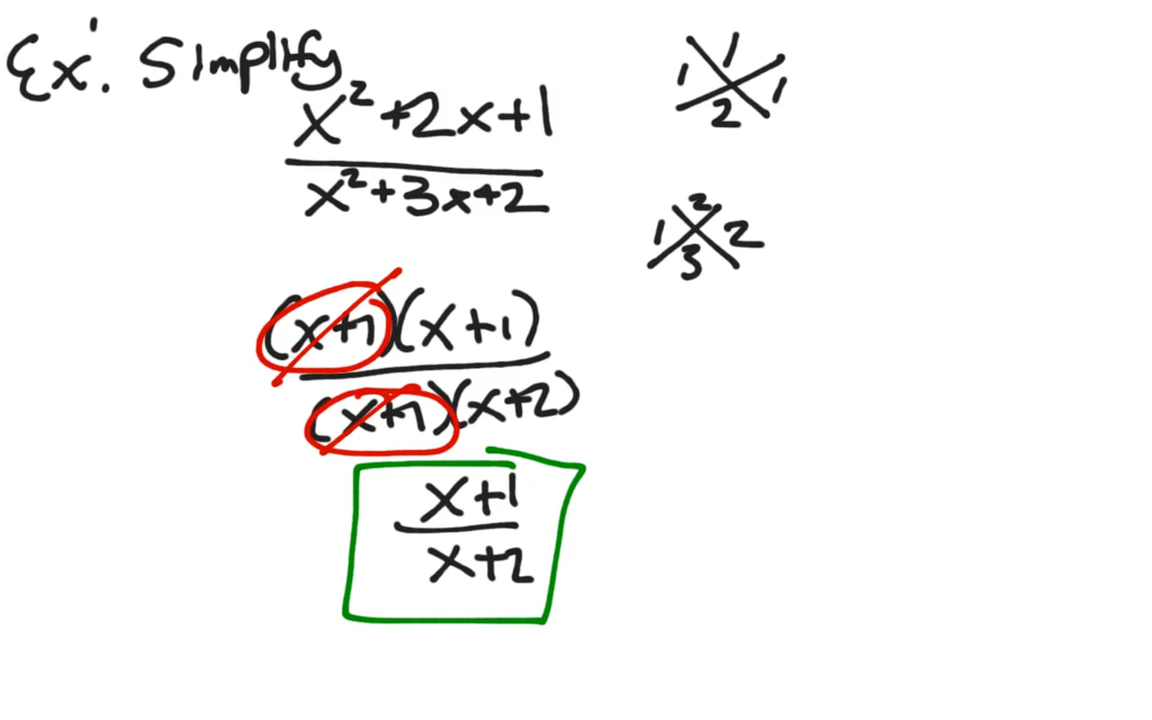 Ex: Simplify
x²+2x+1
x²+3x+2
(x+1)(x+1)
(x+1)(x+2)
x+1
x+2
1
1 1
2
2
1 2
3